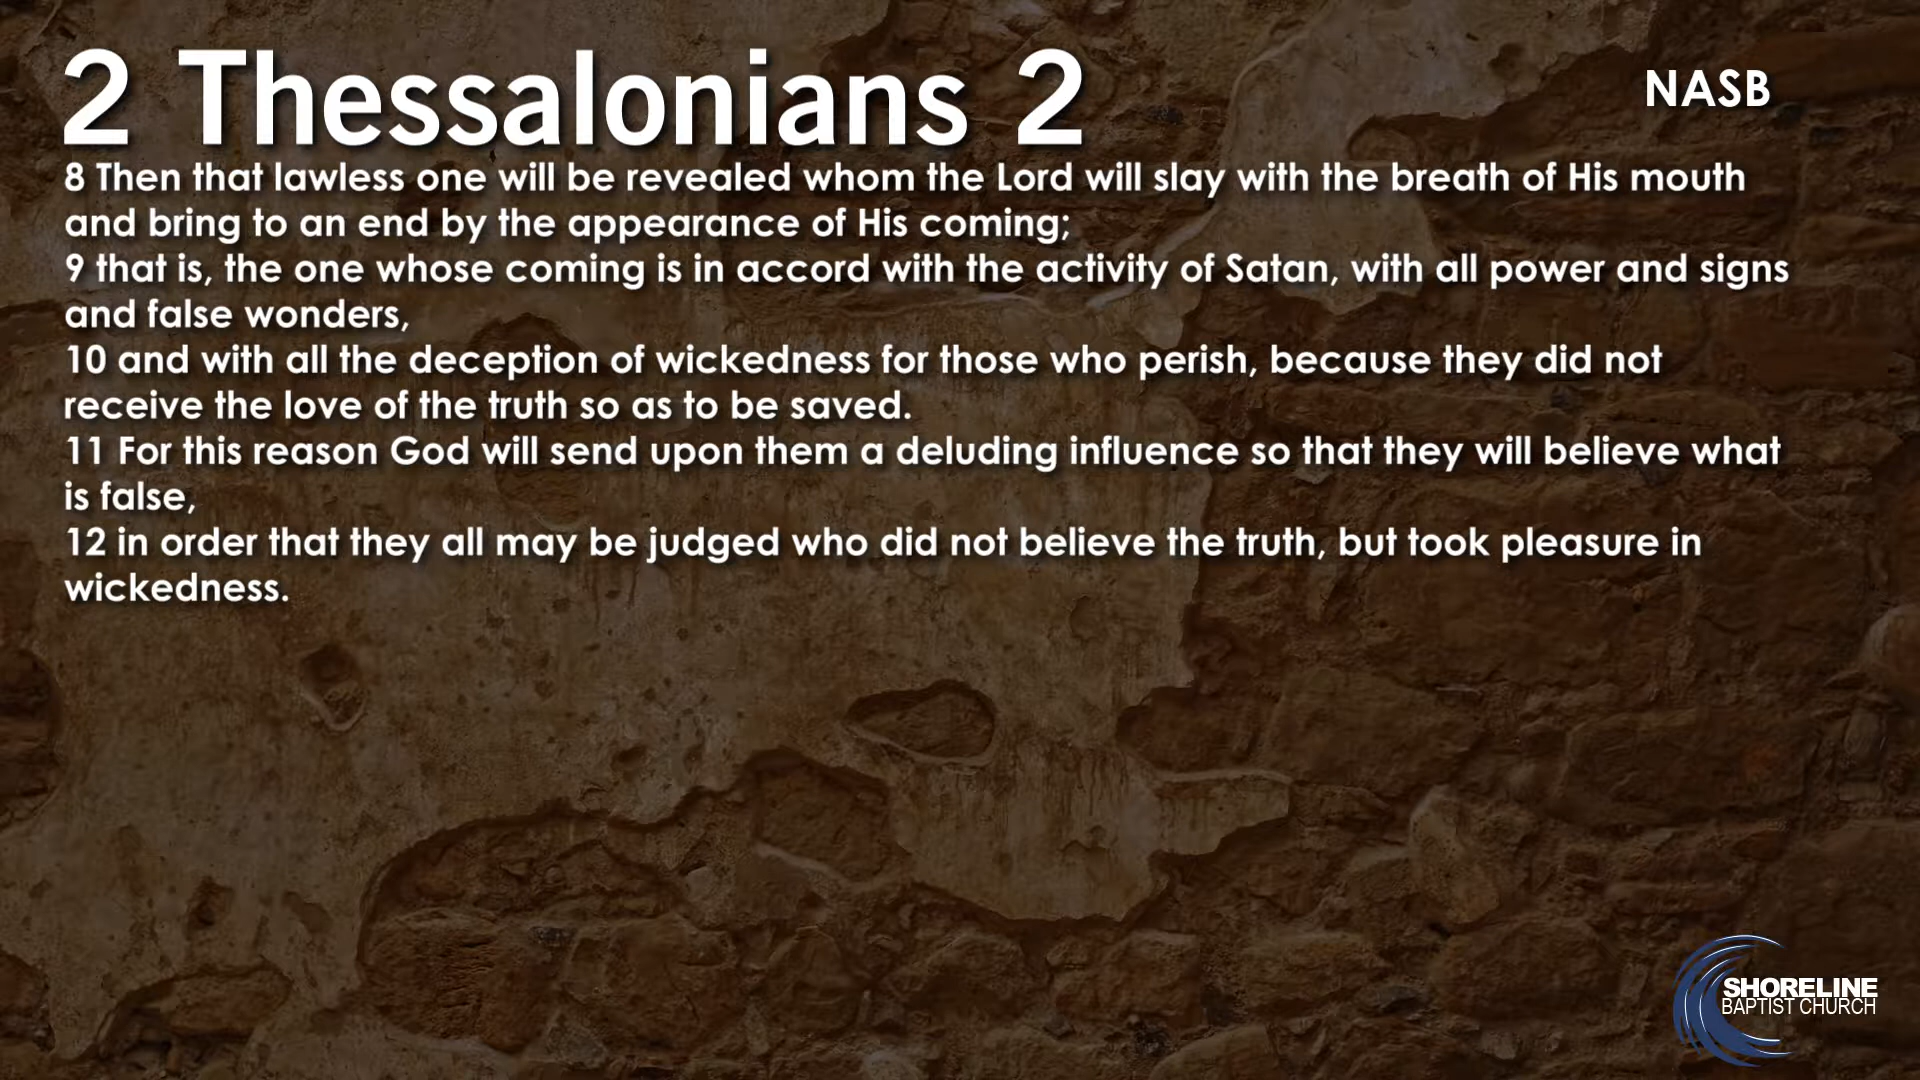 2 Thessalonians 2
NASB
8 Then that lawless one will be revealed whom the Lord will slay with the breath of His mouth
and bring to an end by the appearance of His coming;
9 that is, the one whose coming is in accord with the activity of Satan, with all power and signs
and false wonders,
10 and with all the deception of wickedness for those who perish, because they did not
receive the love of the truth so as to be saved.
11 For this reason God will send upon them a deluding influence so that they will believe what
is false,
12 in order that they all may be judged who did not believe the truth, but took pleasure in
wickedness.
SHORELINE
BAPTIST CHURCH